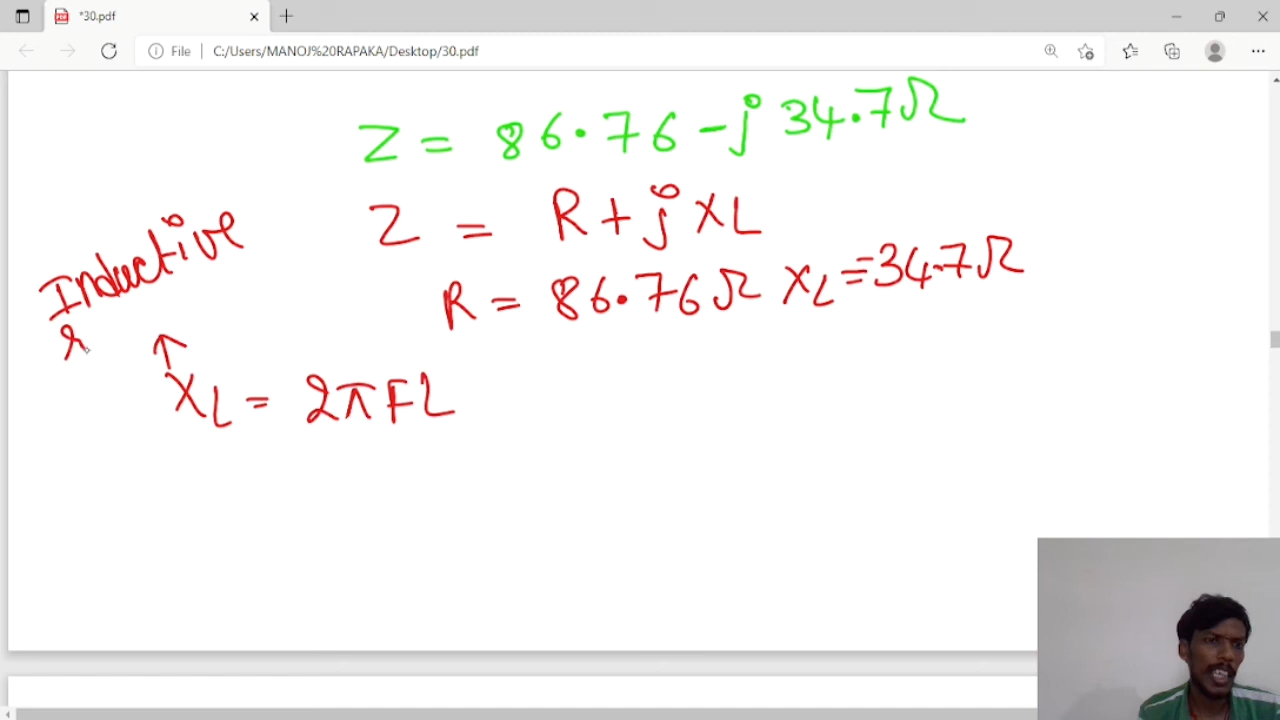 *30.pdf
File C:/Users/MANOJ%20RAPAKA/Desktop/30.pdf
Z = 86.76 - j 34.7Ω
Z = R + j XL
Inductive
R = 86.76Ω XL = 34.7Ω
r
XL = 2πFL